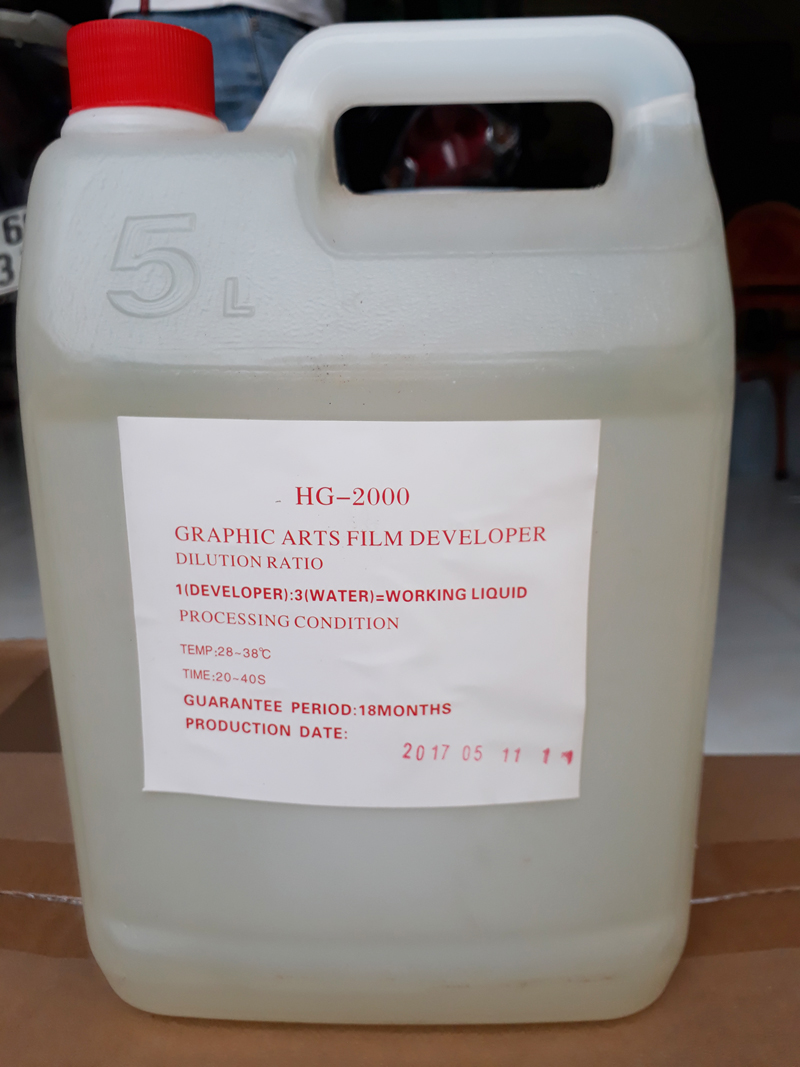 5 L
HG-2000
GRAPHIC ARTS FILM DEVELOPER
DILUTION RATIO
1(DEVELOPER):3(WATER)=WORKING LIQUID
PROCESSING CONDITION
TEMP:28~38℃
TIME:20~40S
GUARANTEE PERIOD:18MONTHS
PRODUCTION DATE:
2017 05 11